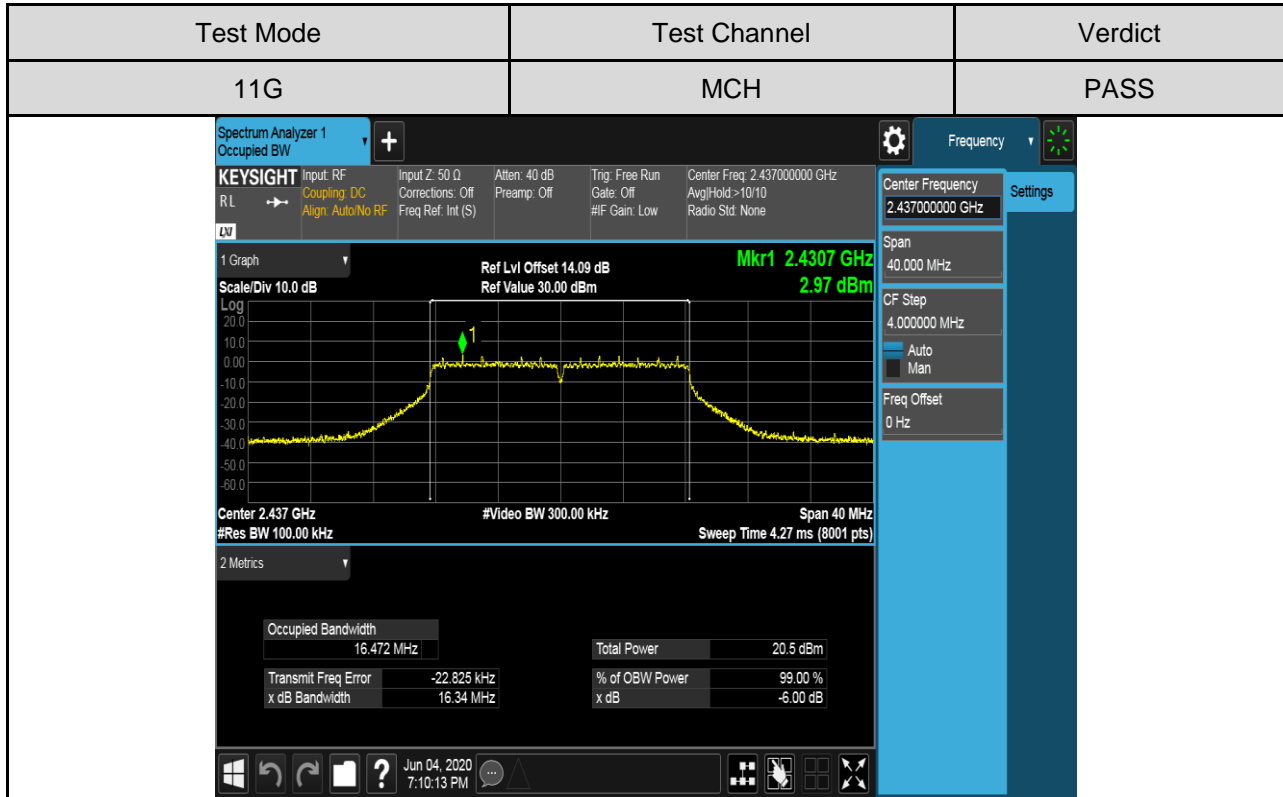 Test Mode Test Channel Verdict
11G MCH PASS
Spectrum Analyzer 1
Occupied BW
+
Frequency
KEYSIGHT Input: RF Input Z: 50 Ω Atten: 40 dB Trig: Free Run Center Freq: 2.437000000 GHz
RL Coupling: DC Corrections: Off Preamp: Off Gate: Off Avg|Hold:>10/10
Align: Auto/No RF Freq Ref: Int (S) #IF Gain: Low Radio Std: None
LXI
Center Frequency
2.437000000 GHz
Settings
Span
40.000 MHz
CF Step
4.000000 MHz
Auto
Man
Freq Offset
0 Hz
1 Graph Ref Lvl Offset 14.09 dB Mkr1 2.4307 GHz
Scale/Div 10.0 dB Ref Value 30.00 dBm 2.97 dBm
Log
20.0
10.0
1
0.00
-10.0
-20.0
-30.0
-40.0
-50.0
-60.0
Center 2.437 GHz #Video BW 300.00 kHz Span 40 MHz
#Res BW 100.00 kHz Sweep Time 4.27 ms (8001 pts)
2 Metrics
Occupied Bandwidth
16.472 MHz Total Power 20.5 dBm
Transmit Freq Error -22.825 kHz % of OBW Power 99.00 %
x dB Bandwidth 16.34 MHz x dB -6.00 dB
? Jun 04, 2020
7:10:13 PM